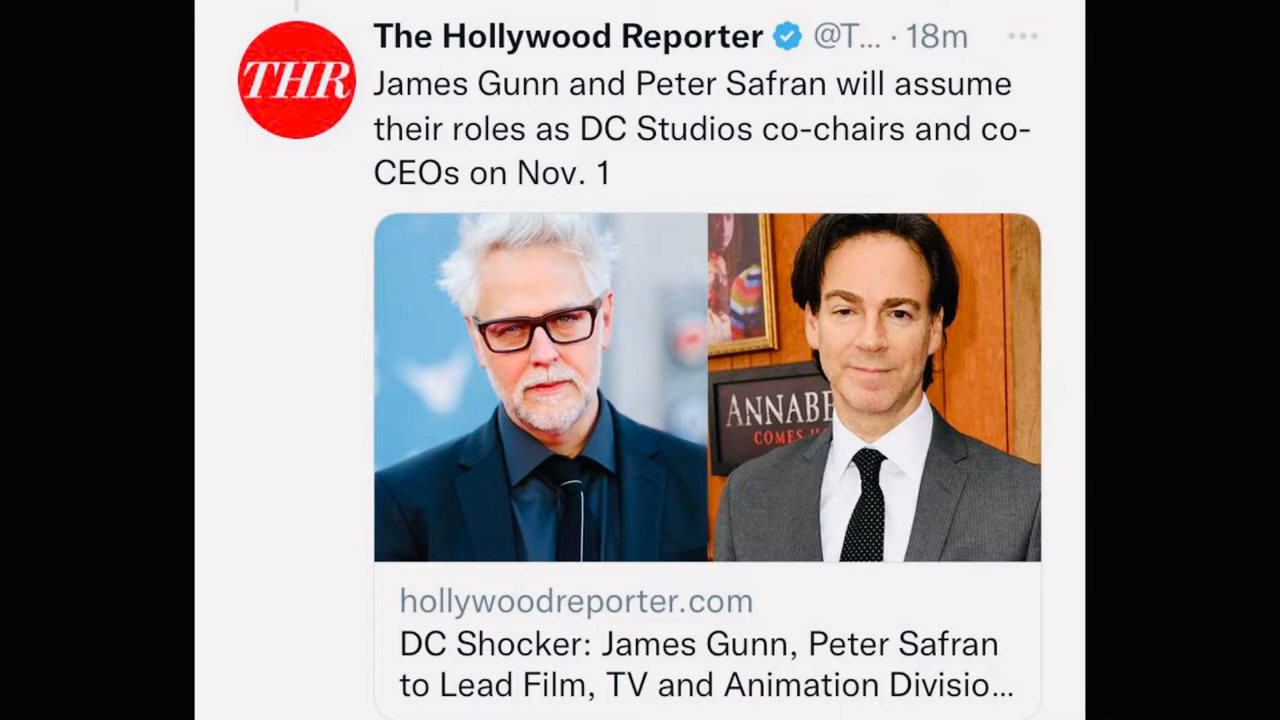 THR
The Hollywood Reporter @T... · 18m ...
James Gunn and Peter Safran will assume
their roles as DC Studios co-chairs and co-
CEOs on Nov. 1
ANNABE
COMES
hollywoodreporter.com
DC Shocker: James Gunn, Peter Safran
to Lead Film, TV and Animation Divisio...